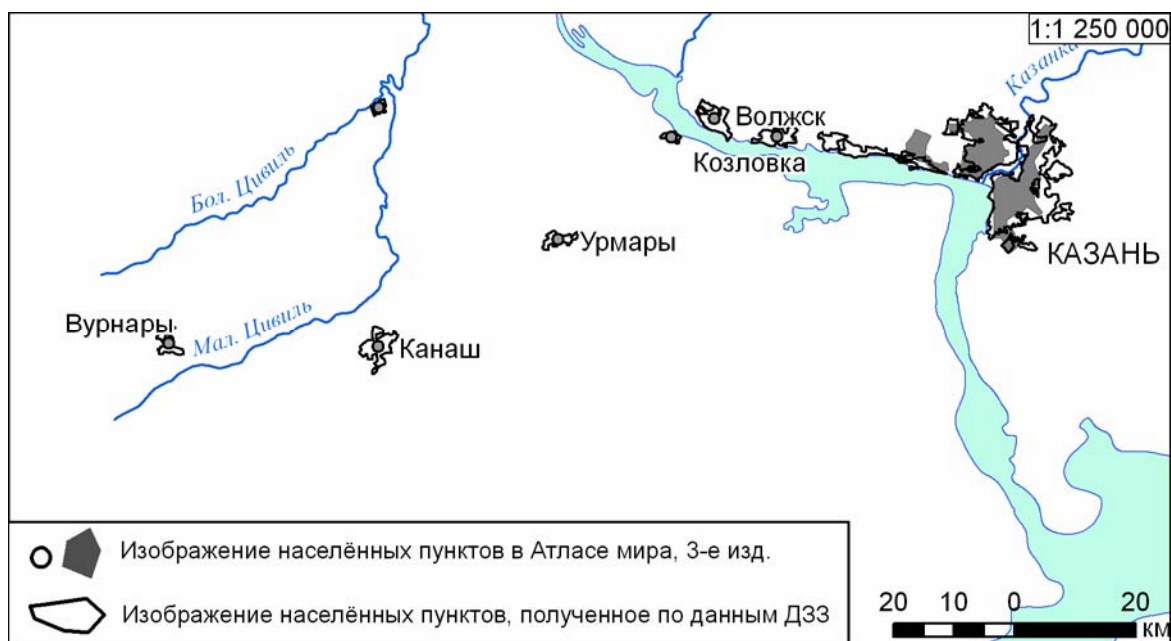 1:1 250 000
Казанка
Волжск
Козловка
Бол. Цивиль
Урмары
КАЗАНЬ
Вурнары
Мал. Цивиль
Канаш
Изображение населённых пунктов в Атласе мира, 3-е изд.
Изображение населённых пунктов, полученное по данным ДЗЗ
20 10 0 20
км